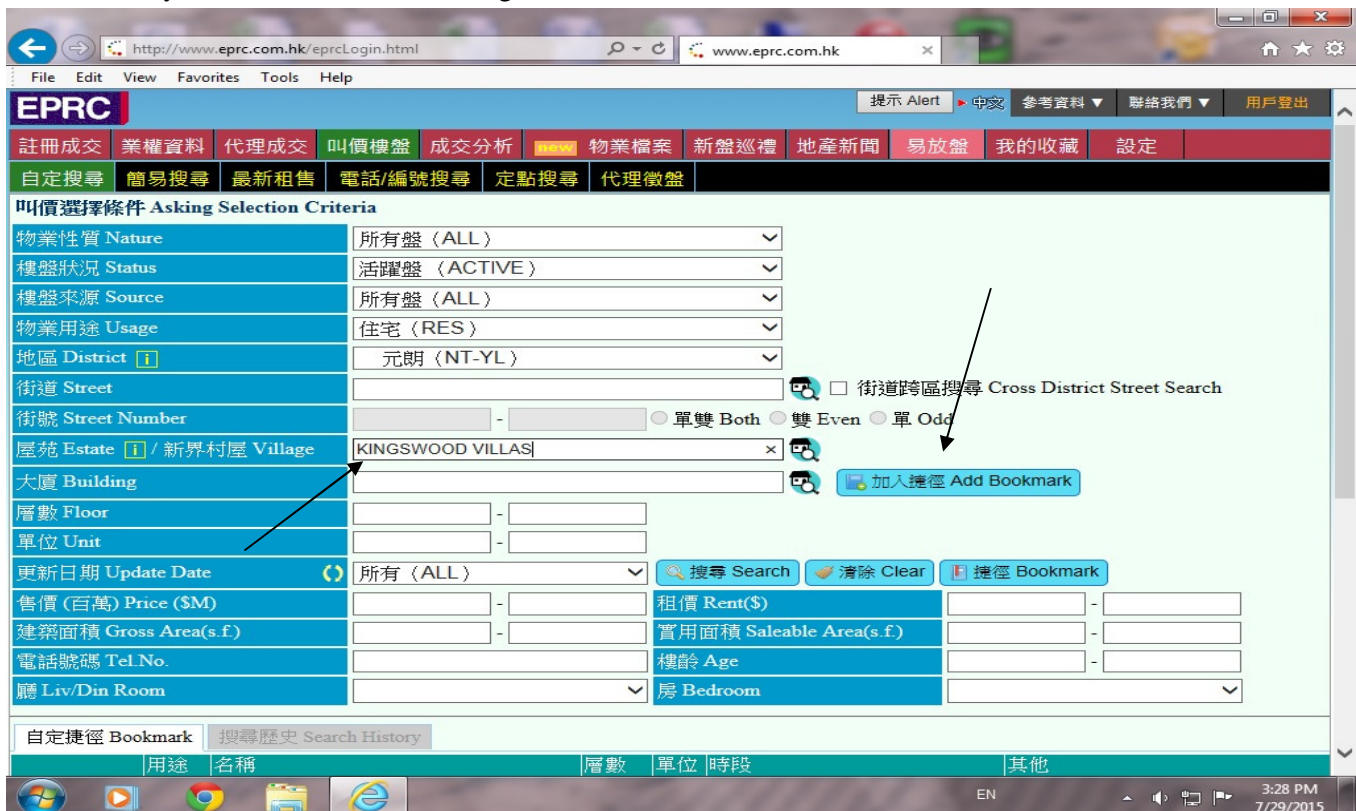 http://www.eprc.com.hk/eprcLogin.html
www.eprc.com.hk
File Edit View Favorites Tools Help
EPRC 提示 Alert 中文 參考資料 ▼ 聯絡我們 ▼ 用戶登出
註冊成交 業權資料 代理成交 叫價樓盤 成交分析 new 物業檔案 新盤巡禮 地產新聞 易放盤 我的收藏 設定
自定搜尋 簡易搜尋 最新租售 電話/編號搜尋 定點搜尋 代理徵盤
叫價選擇條件 Asking Selection Criteria
物業性質 Nature 所有盤 (ALL)
樓盤狀況 Status 活躍盤 (ACTIVE)
樓盤來源 Source 所有盤 (ALL)
物業用途 Usage 住宅 (RES)
地區 District i 元朗 (NT-YL)
街道 Street 街道跨區搜尋 Cross District Street Search
街號 Street Number - 單雙 Both 雙 Even 單 Odd
屋苑 Estate i / 新界村屋 Village KINGSWOOD VILLAS ×
大廈 Building 加入捷徑 Add Bookmark
層數 Floor -
單位 Unit -
更新日期 Update Date 所有 (ALL) 搜尋 Search 清除 Clear 捷徑 Bookmark
售價 (百萬) Price ($M) - 租價 Rent($) -
建築面積 Gross Area(s.f.) - 實用面積 Saleable Area(s.f.) -
電話號碼 Tel.No. 樓齡 Age -
廳 Liv/Din Room 房 Bedroom
自定捷徑 Bookmark 搜尋歷史 Search History
用途 名稱 層數 單位 時段 其他
EN 3:28 PM
7/29/2015